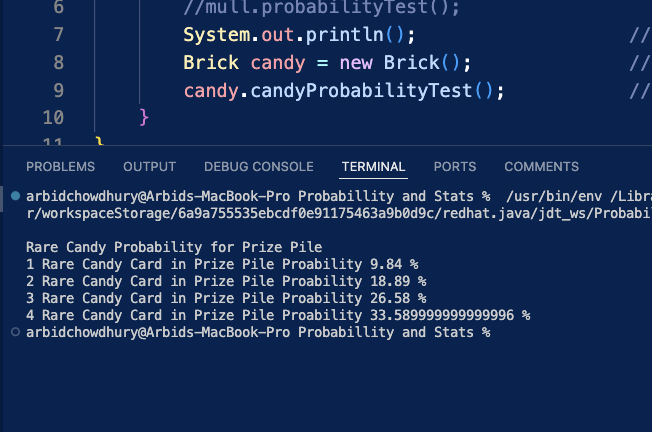 6 //mull.probabilityTest();
7 System.out.println(); //
8 Brick candy = new Brick(); //
9 candy.candyProbabilityTest(); //
10 }
11 }
PROBLEMS OUTPUT DEBUG CONSOLE TERMINAL PORTS COMMENTS
arbidchowdhury@Arbids-MacBook-Pro Probabillity and Stats % /usr/bin/env /Libra
r/workspaceStorage/6a9a755535ebcdf0e91175463a9b0d9c/redhat.java/jdt_ws/Probabi
Rare Candy Probability for Prize Pile
1 Rare Candy Card in Prize Pile Proability 9.84 %
2 Rare Candy Card in Prize Pile Proability 18.89 %
3 Rare Candy Card in Prize Pile Proability 26.58 %
4 Rare Candy Card in Prize Pile Proability 33.589999999999996 %
arbidchowdhury@Arbids-MacBook-Pro Probabillity and Stats %